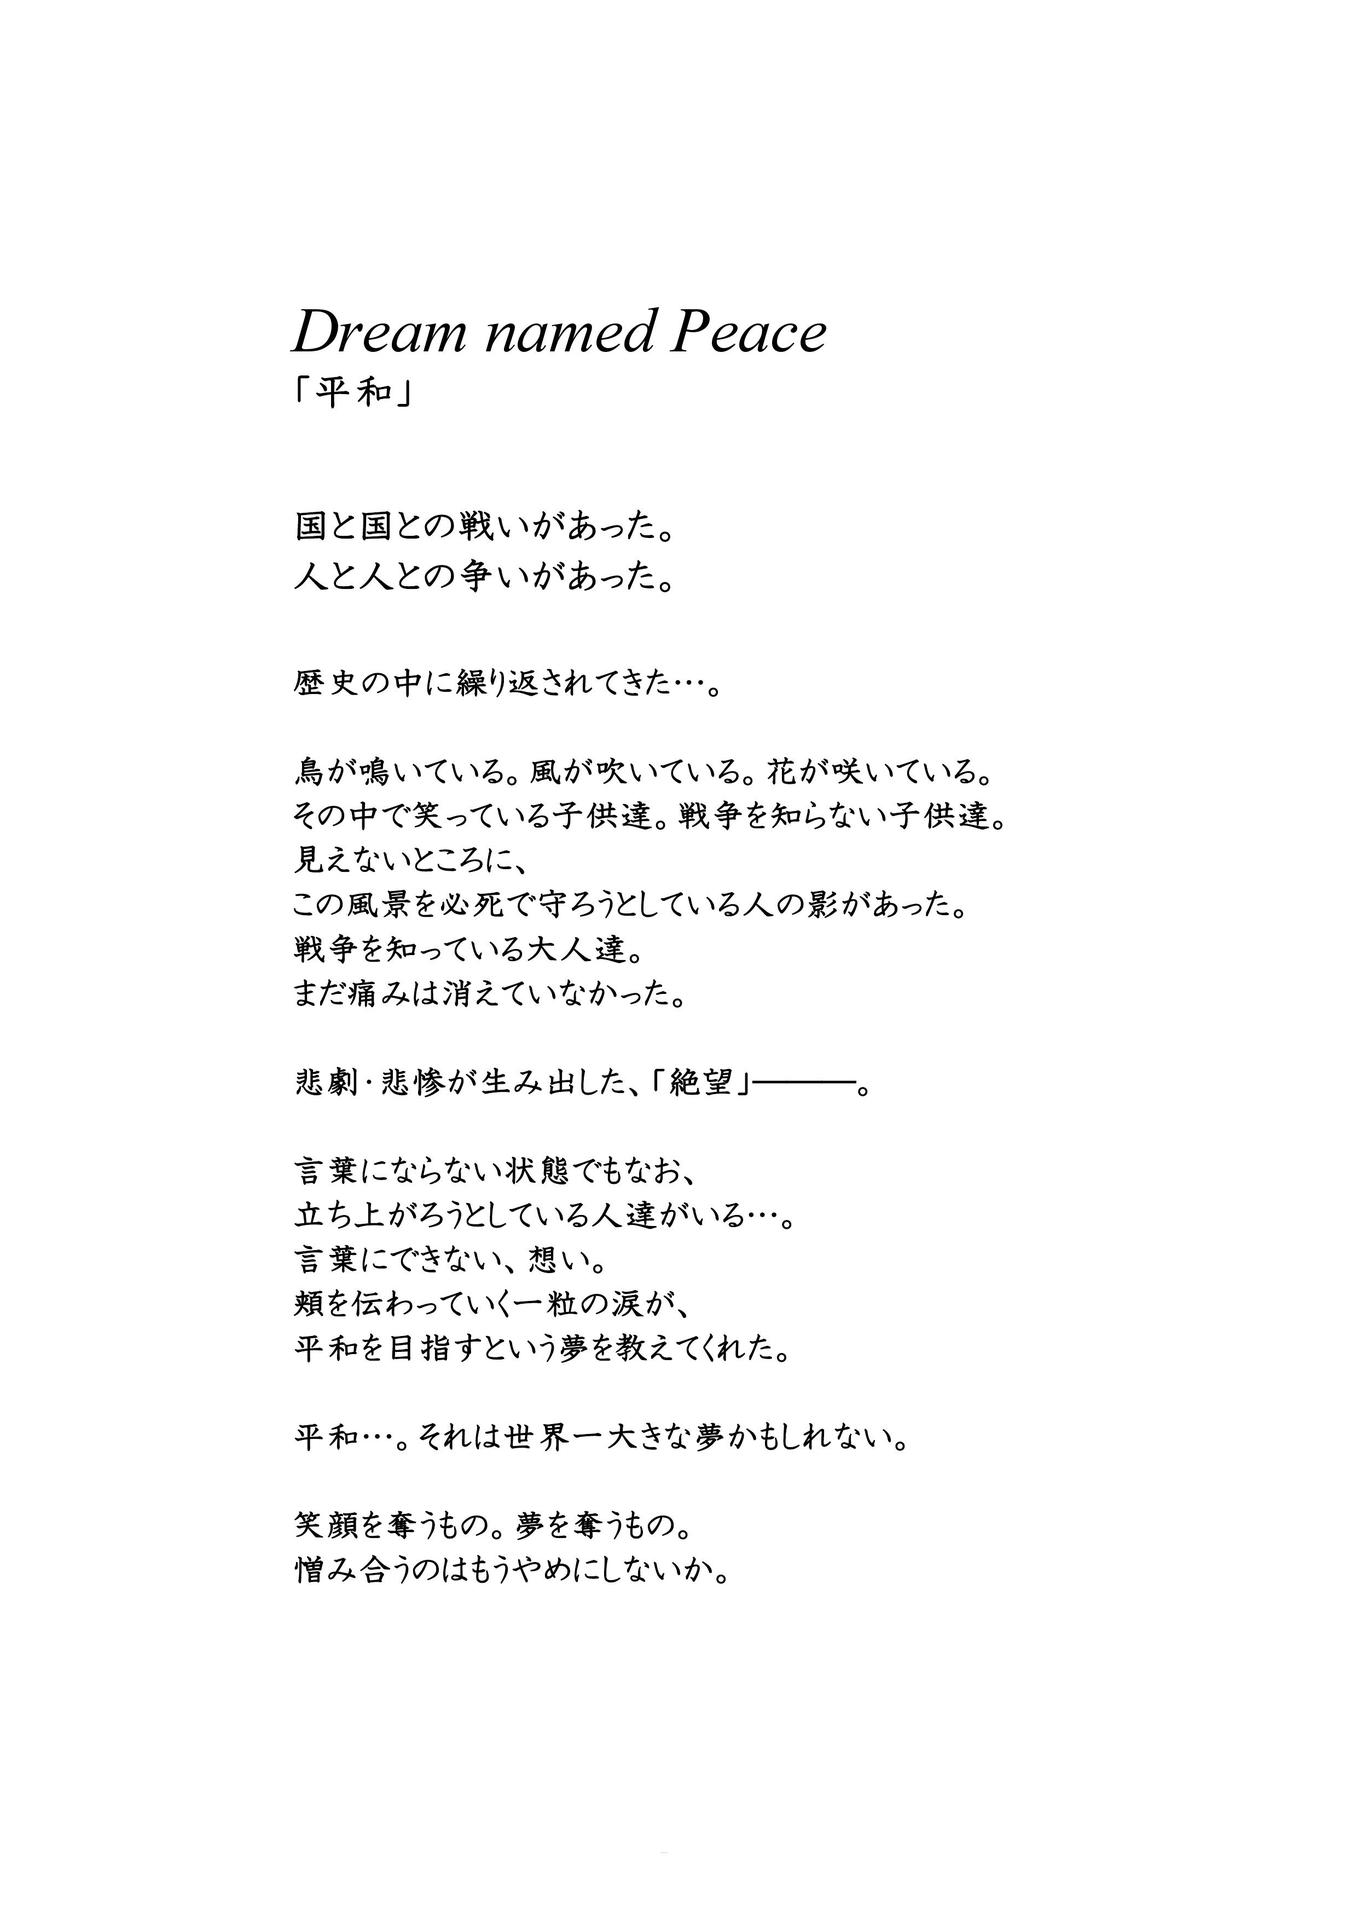 Dream named Peace
「平和」
国と国との戦いがあった。
人と人との争いがあった。
歴史の中に繰り返されてきた…。
鳥が鳴いている。風が吹いている。花が咲いている。
その中で笑っている子供達。戦争を知らない子供達。
見えないところに、
この風景を必死で守ろうとしている人の影があった。
戦争を知っている大人達。
まだ痛みは消えていなかった。
悲劇・悲惨が生み出した、「絶望」―――。
言葉にならない状態でもなお、
立ち上がろうとしている人達がいる…。
言葉にできない、想い。
頬を伝わっていく一粒の涙が、
平和を目指すという夢を教えてくれた。
平和…。それは世界一大きな夢かもしれない。
笑顔を奪うもの。夢を奪うもの。
憎み合うのはもうやめにしないか。